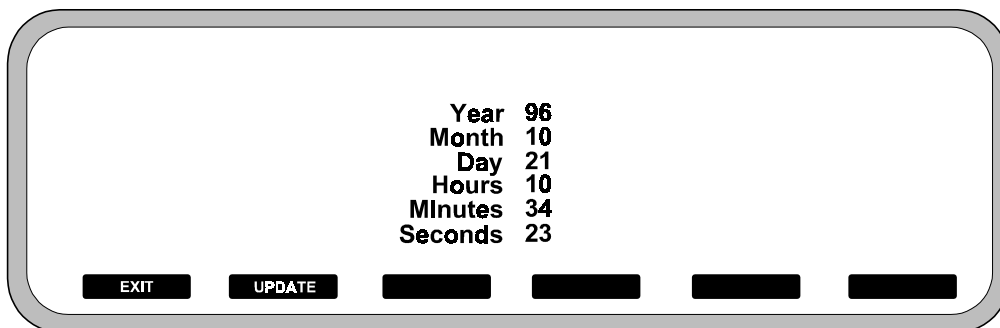 Year 96
Month 10
Day 21
Hours 10
MInutes 34
Seconds 23
EXIT UPDATE